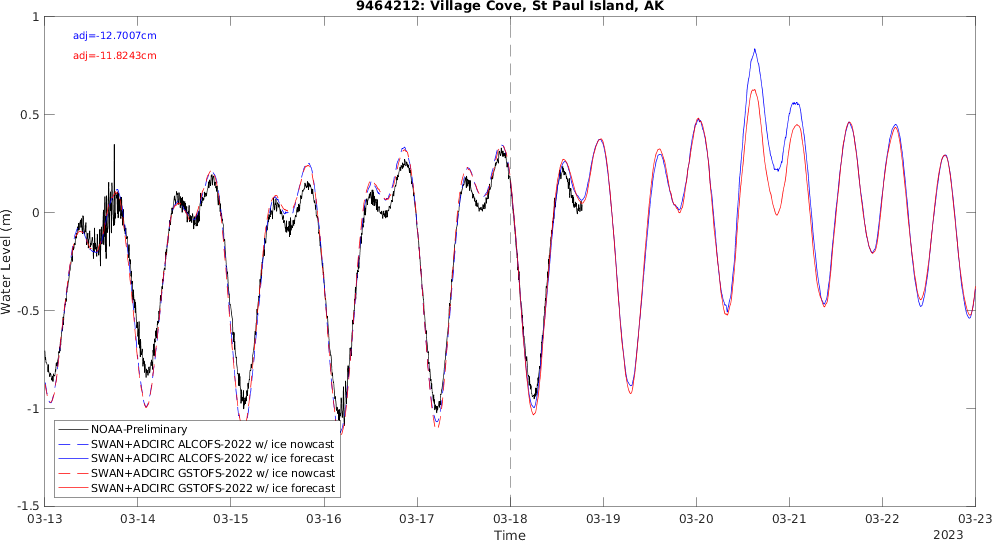 9464212: Village Cove, St Paul Island, AK
adj=-12.7007cm
adj=-11.8243cm
Water Level (m)
1
0.5
0
-0.5
-1
-1.5
NOAA-Preliminary
SWAN+ADCIRC ALCOFS-2022 w/ ice nowcast
SWAN+ADCIRC ALCOFS-2022 w/ ice forecast
SWAN+ADCIRC GSTOFS-2022 w/ ice nowcast
SWAN+ADCIRC GSTOFS-2022 w/ ice forecast
03-13 03-14 03-15 03-16 03-17 03-18 03-19 03-20 03-21 03-22 03-23
Time
2023